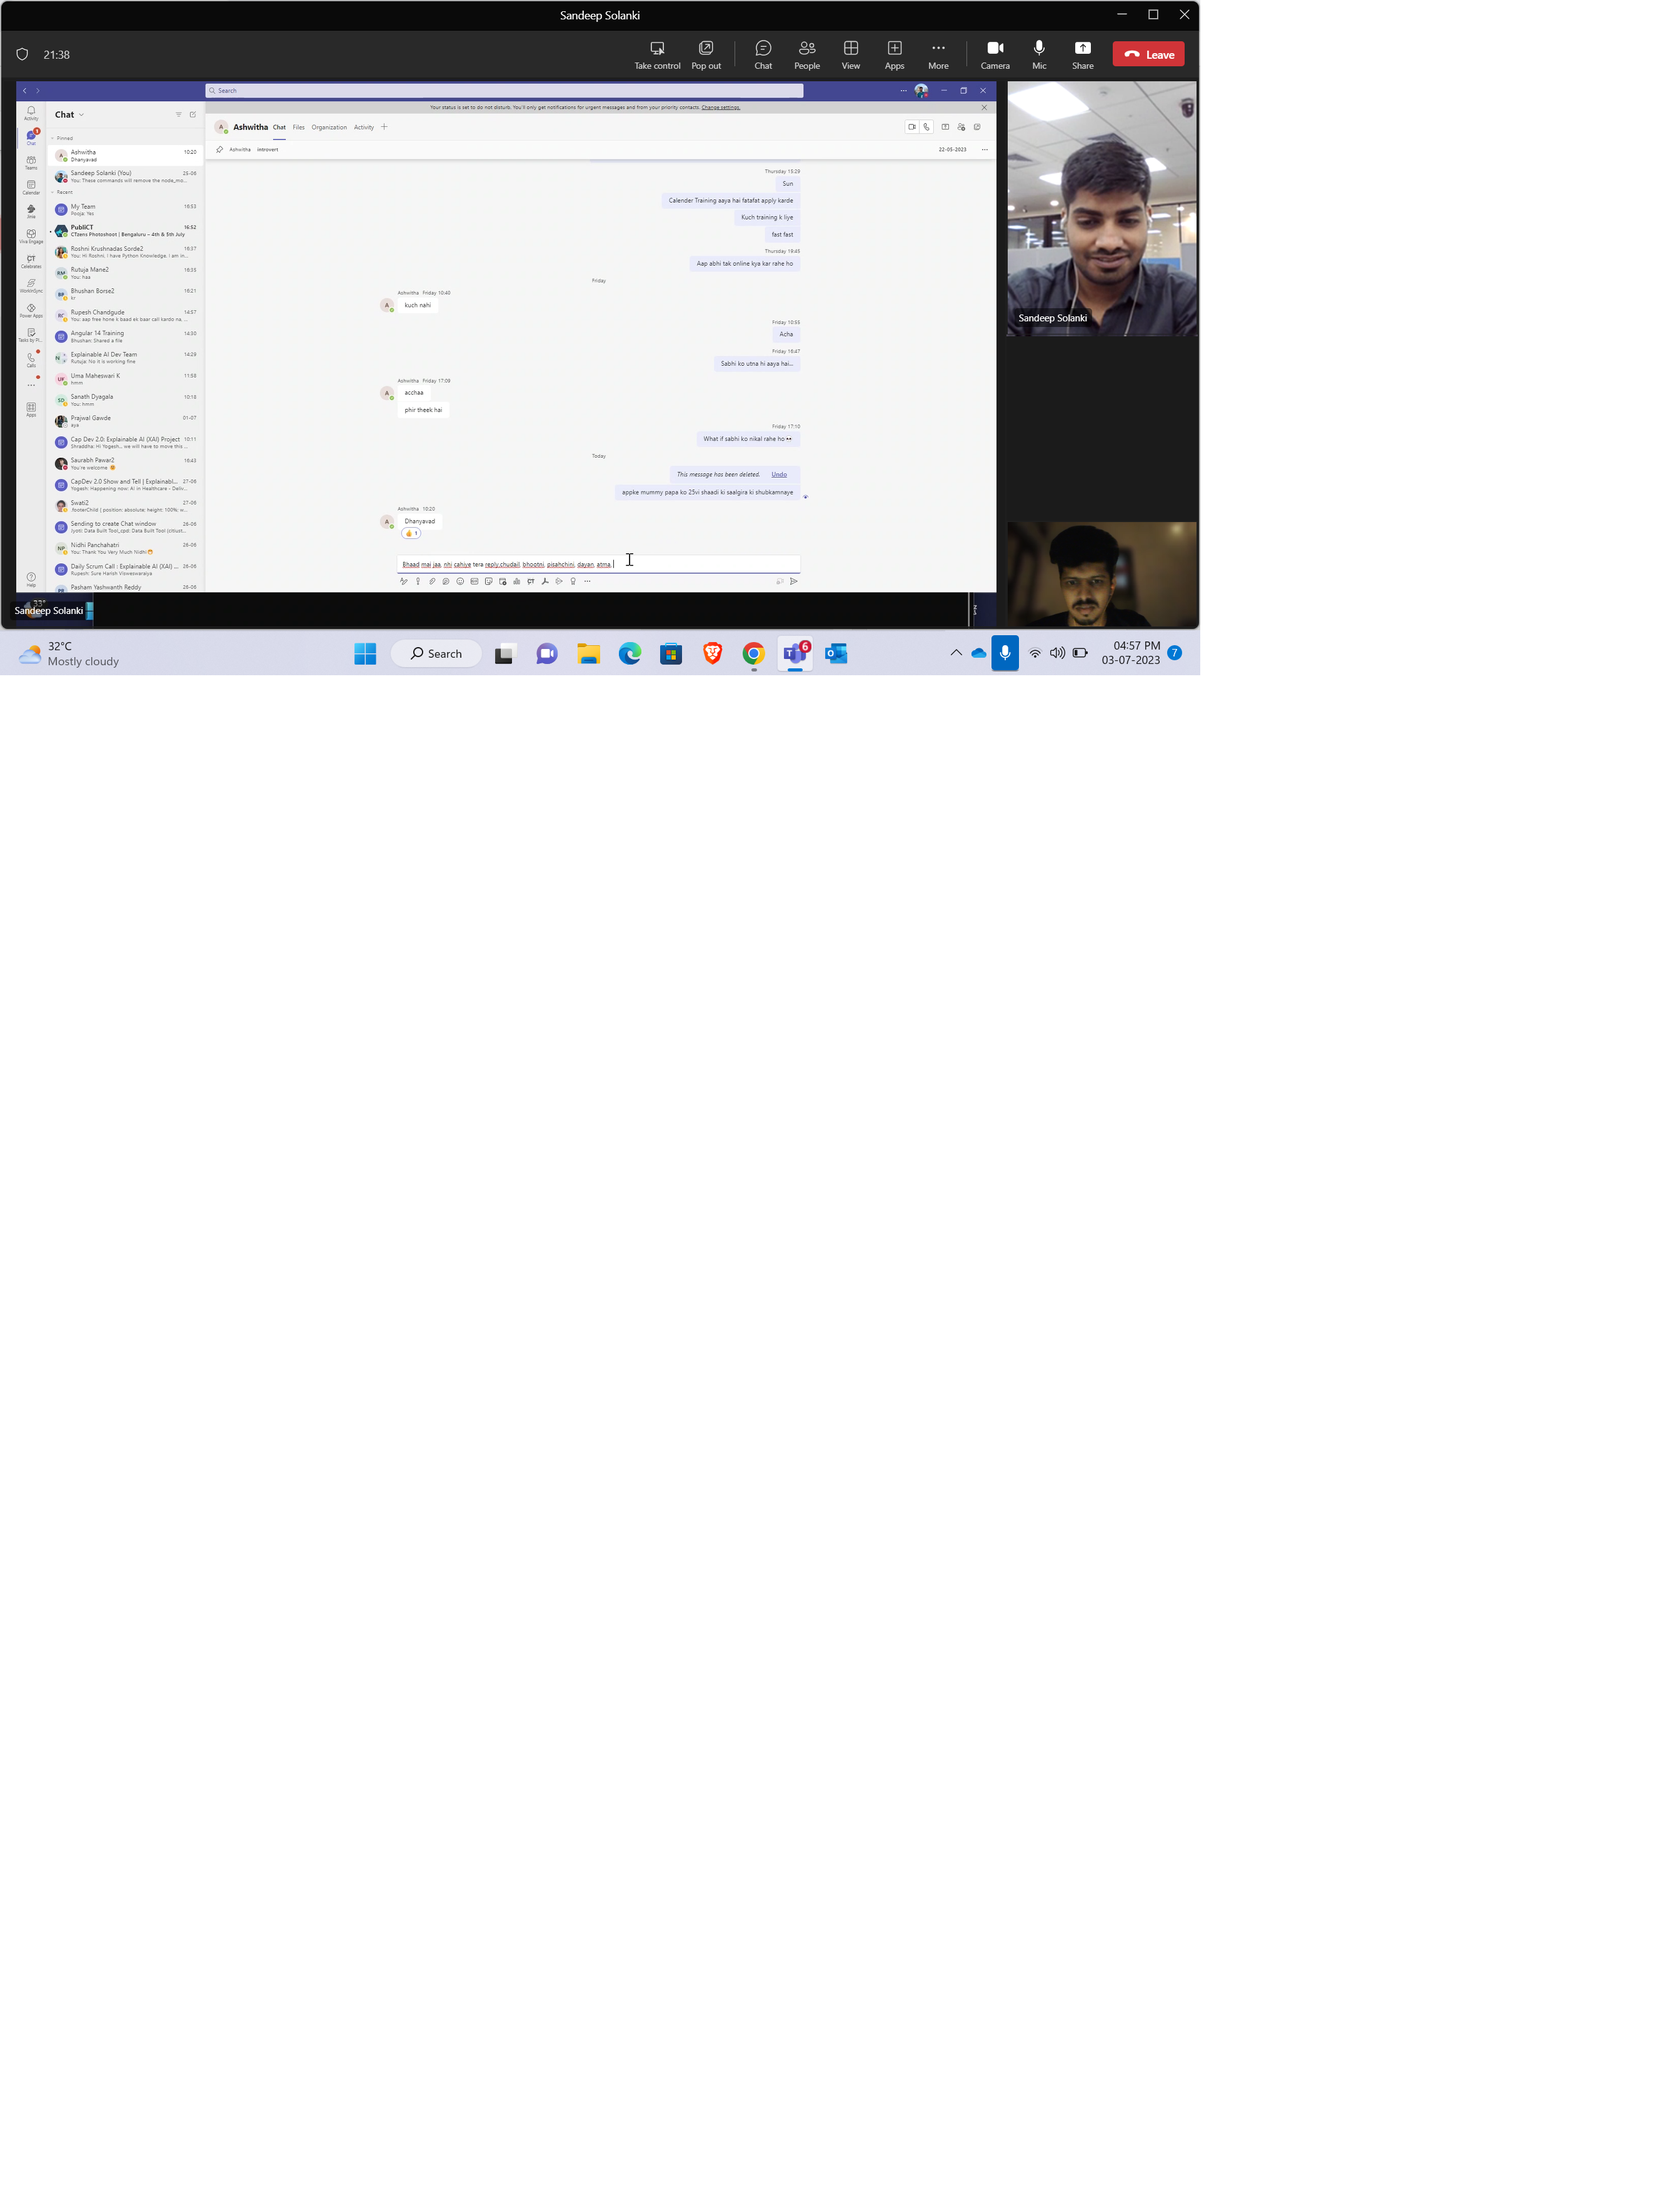 Sandeep Solanki
21:38
Take control
Pop out
Chat
People
View
Apps
More
Camera
Mic
Share
Leave
Search
Your status is set to do not disturb. You'll only get notifications for urgent messages and from your priority contacts. Change settings.
Activity
Chat
Teams
Calendar
Jira
Viva Engage
Celebrates
WorkInSync
Power Apps
Tasks by Pl...
Calls
Apps
Help
Chat
Pinned
Ashwitha 10:20
Dhanyavad
Sandeep Solanki (You) 25-06
You: These commands will remove the node_mo...
Recent
My Team 16:53
Pooja: Yes
PubliCT 16:52
CTzens Photoshoot | Bengaluru – 4th & 5th July
Roshni Krushnadas Sorde2 16:37
You: Hi Roshni, I have Python Knowledge, I am in...
Rutuja Mane2 16:35
You: haa
Bhushan Borse2 16:21
kr
Rupesh Chandgude 14:57
You: aap free hone k baad ek baar call kardo na, ...
Angular 14 Training 14:30
Bhushan: Shared a file
Explainable AI Dev Team 14:29
Rutuja: No it is working fine
Uma Maheswari K 11:58
hmm
Sanath Dyagala 10:18
You: hmm
Prajwal Gawde 01-07
aya
Cap Dev 2.0: Explainable AI (XAI) Project 10:11
Shraddha: Hi Yogesh... we will have to move this ...
Saurabh Pawar2 16:43
You're welcome
CapDev 2.0 Show and Tell | Explainabl... 27-06
Yogesh: Happening now! AI in Healthcare - Deliv...
Swati2 27-06
.footerChild { position: absolute; height: 100%; w...
Sending to create Chat window 26-06
Jyoti: Data Built Tool_cpd :Data Built Tool (ctrust...
Nidhi Panchahatri 26-06
You: Thank You Very Much Nidhi
Daily Scrum Call : Explainable AI (XAI) ... 26-06
Rupesh: Sure Harish Visweswaraiya
Pasham Yashwanth Reddy 25-06
Ashwitha
Chat
Files
Organization
Activity
Ashwitha introvert 22-05-2023
Thursday 15:29
Sun
Calender Training aaya hai fatafat apply karde
Kuch training k liye
fast fast
Thursday 19:45
Aap abhi tak online kya kar rahe ho
Friday
Ashwitha Friday 10:40
kuch nahi
Friday 10:55
Acha
Friday 16:47
Sabhi ko utna hi aaya hai...
Ashwitha Friday 17:09
acchaa
phir theek hai
Friday 17:10
What if sabhi ko nikal rahe ho
Today
This message has been deleted. Undo
appke mummy papa ko 25vi shaadi ki saalgira ki shubkamnaye
Ashwitha 10:20
Dhanyavad
1
Bhaad mai jaa, nhi cahiye tera reply,chudail, bhootni, pisahchini, dayan, atma,
Sandeep Solanki
33°
Sandeep Solanki
32°C
Mostly cloudy
Search
6
04:57 PM
03-07-2023
7